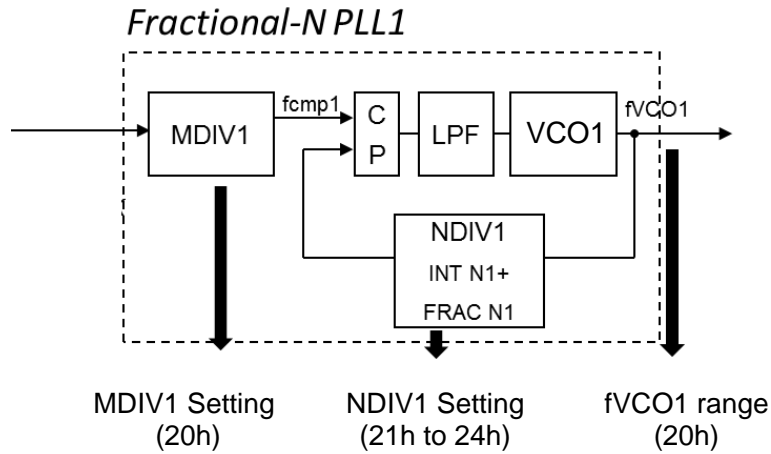 Fractional-N PLL1
fcmp1
fVCO1
MDIV1
C
P
LPF
VCO1
NDIV1
INT N1+
FRAC N1
MDIV1 Setting
(20h)
NDIV1 Setting
(21h to 24h)
fVCO1 range
(20h)